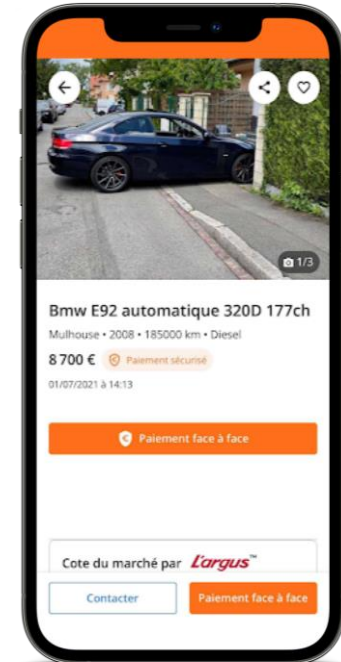 1/3
Bmw E92 automatique 320D 177ch
Mulhouse • 2008 • 185000 km • Diesel
8 700 € Paiement sécurisé
01/07/2021 à 14:13
Paiement face à face
Cote du marché par L'argus™
Contacter Paiement face à face